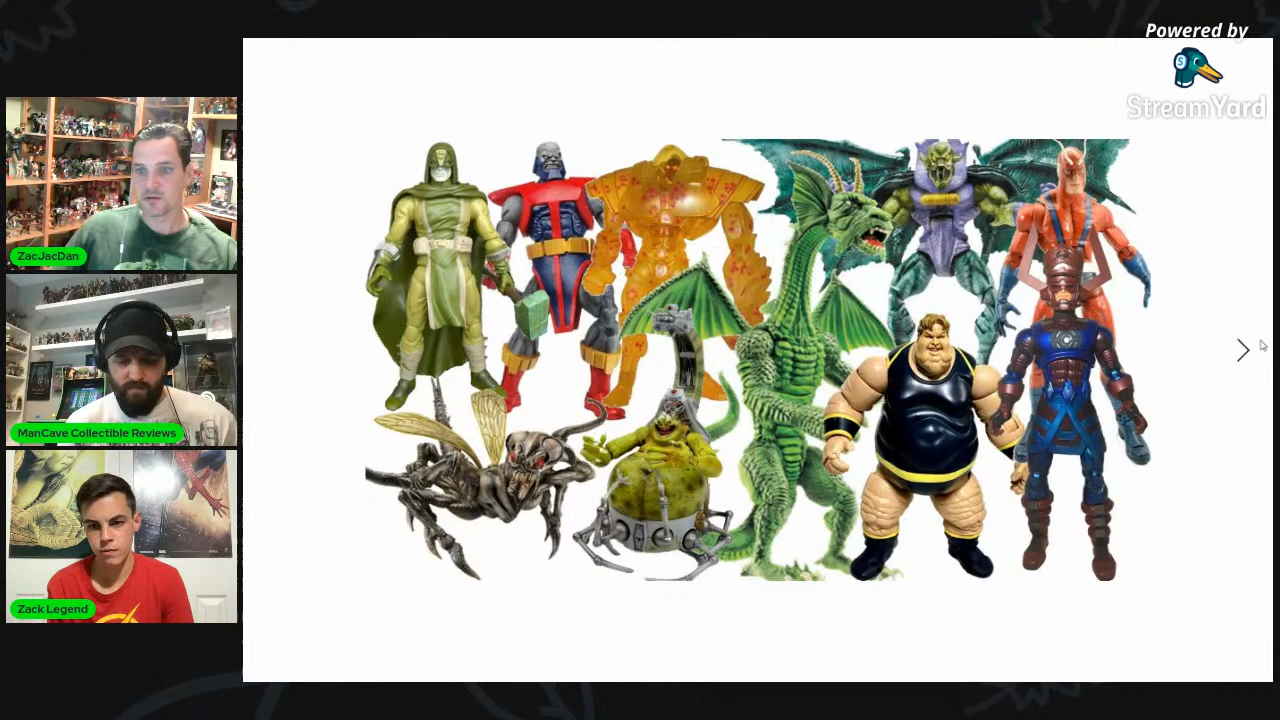 Powered by
StreamYard
ZacJacDan
ManCave Collectible Reviews
Zack Legend